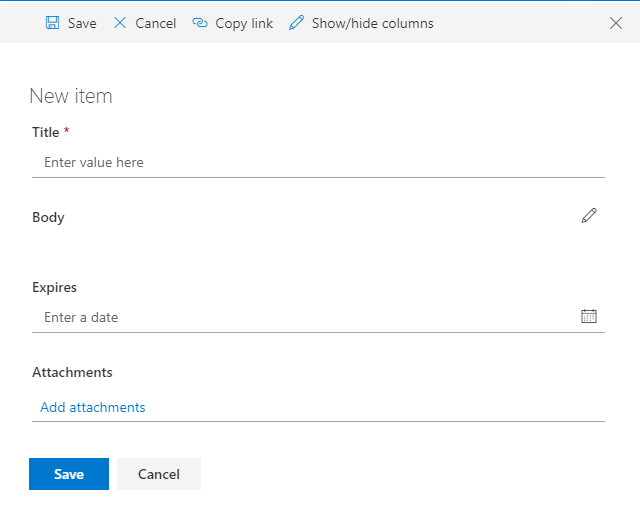 Save Cancel Copy link Show/hide columns
New item
Title *
Enter value here
Body
Expires
Enter a date
Attachments
Add attachments
Save Cancel